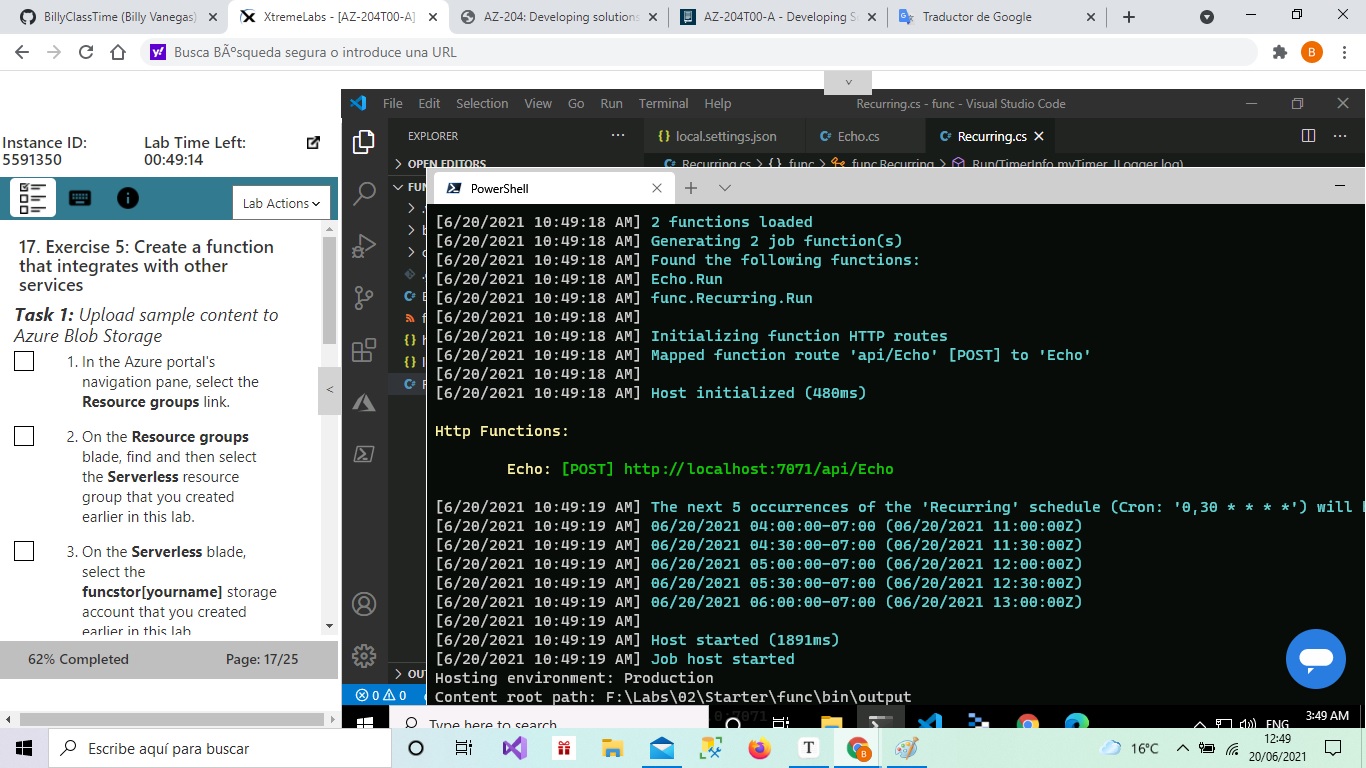 BillyClassTime (Billy Vanegas)
XtremeLabs - [AZ-204T00-A]
AZ-204: Developing solutions
AZ-204T00-A - Developing S
Traductor de Google
Busca BÃºsqueda segura o introduce una URL
B
Instance ID:
5591350
Lab Time Left:
00:49:14
Lab Actions
17. Exercise 5: Create a function
that integrates with other
services
Task 1: Upload sample content to
Azure Blob Storage
1. In the Azure portal's
navigation pane, select the
Resource groups link.
2. On the Resource groups
blade, find and then select
the Serverless resource
group that you created
earlier in this lab.
3. On the Serverless blade,
select the
funcstor[yourname] storage
account that you created
earlier in this lab
62% Completed
Page: 17/25
File Edit Selection View Go Run Terminal Help
Recurring.cs - func - Visual Studio Code
EXPLORER
local.settings.json
Echo.cs
Recurring.cs
OPEN EDITORS
Recurring.cs > {} func > func.Recurring > Run(TimerInfo myTimer, ILogger log)
FUN
PowerShell
[6/20/2021 10:49:18 AM] 2 functions loaded
[6/20/2021 10:49:18 AM] Generating 2 job function(s)
[6/20/2021 10:49:18 AM] Found the following functions:
[6/20/2021 10:49:18 AM] Echo.Run
[6/20/2021 10:49:18 AM] func.Recurring.Run
[6/20/2021 10:49:18 AM]
[6/20/2021 10:49:18 AM] Initializing function HTTP routes
[6/20/2021 10:49:18 AM] Mapped function route 'api/Echo' [POST] to 'Echo'
[6/20/2021 10:49:18 AM]
[6/20/2021 10:49:18 AM] Host initialized (480ms)
Http Functions:
Echo: [POST] http://localhost:7071/api/Echo
[6/20/2021 10:49:19 AM] The next 5 occurrences of the 'Recurring' schedule (Cron: '0,30 * * * *') will b
[6/20/2021 10:49:19 AM] 06/20/2021 04:00:00-07:00 (06/20/2021 11:00:00Z)
[6/20/2021 10:49:19 AM] 06/20/2021 04:30:00-07:00 (06/20/2021 11:30:00Z)
[6/20/2021 10:49:19 AM] 06/20/2021 05:00:00-07:00 (06/20/2021 12:00:00Z)
[6/20/2021 10:49:19 AM] 06/20/2021 05:30:00-07:00 (06/20/2021 12:30:00Z)
[6/20/2021 10:49:19 AM] 06/20/2021 06:00:00-07:00 (06/20/2021 13:00:00Z)
[6/20/2021 10:49:19 AM]
[6/20/2021 10:49:19 AM] Host started (1891ms)
[6/20/2021 10:49:19 AM] Job host started
Hosting environment: Production
Content root path: F:\Labs\02\Starter\func\bin\output
OUT
0 0
Type here to search
ENG
3:49 AM
Escribe aquí para buscar
16°C
12:49
20/06/2021